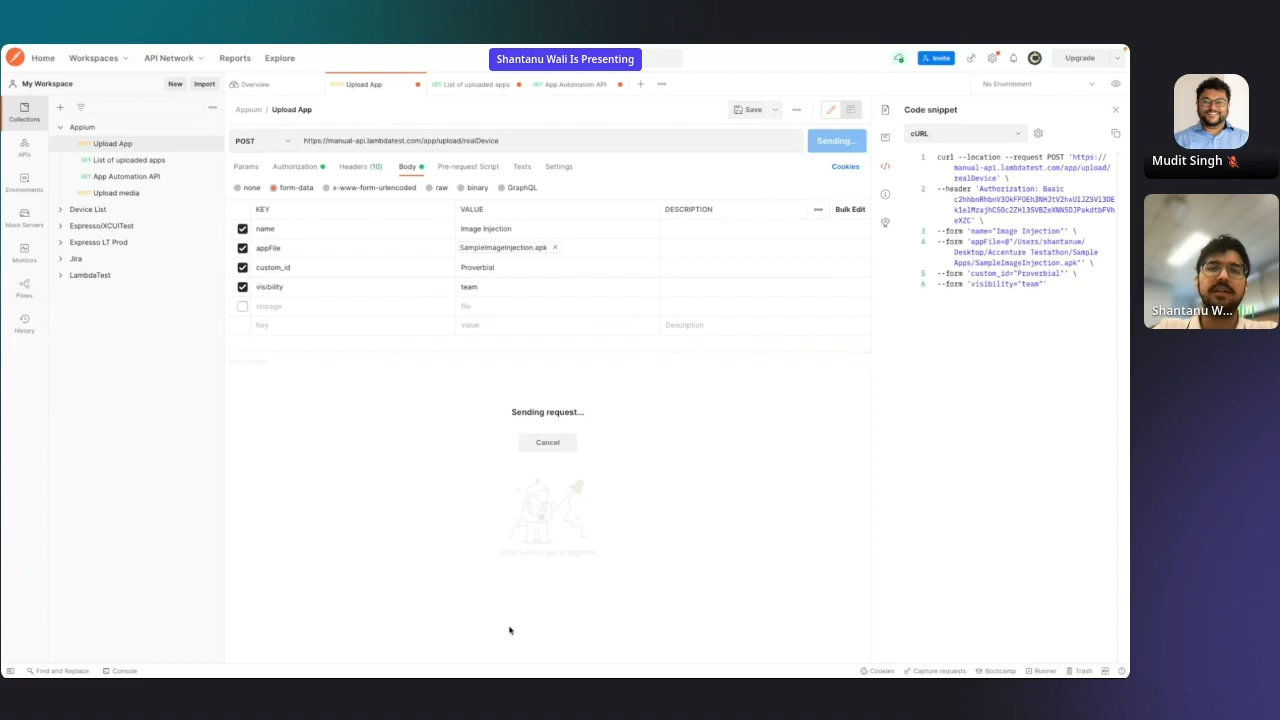 Shantanu Wali Is Presenting
Home Workspaces API Network Reports Explore
Invite Upgrade
My Workspace New Import
Overview POST Upload App GET List of uploaded apps GET App Automation API No Environment
Collections
APIs
Environments
Mock Servers
Monitors
Flows
History
Appium
POST Upload App
GET List of uploaded apps
GET App Automation API
POST Upload media
Device List
Espresso/XCUITest
Espresso LT Prod
Jira
LambdaTest
Appium / Upload App Save
POST https://manual-api.lambdatest.com/app/upload/realDevice Sending...
Params Authorization Headers (10) Body Pre-request Script Tests Settings Cookies
none form-data x-www-form-urlencoded raw binary GraphQL
KEY VALUE DESCRIPTION Bulk Edit
name Image Injection
appFile SampleImageInjection.apk
custom_id Proverbial
visibility team
storage file
Key Value Description
Sending request...
Cancel
Code snippet
cURL
1 curl --location --request POST 'https://
manual-api.lambdatest.com/app/upload/
realDevice' \
2 --header 'Authorization: Basic
3 --form 'name="Image Injection"' \
4 --form 'appFile=@"/Users/shantanuw/
Desktop/Accenture Testathon/Sample
Apps/SampleImageInjection.apk"' \
5 --form 'custom_id="Proverbial"' \
6 --form 'visibility="team"'
Find and Replace Console
Cookies Capture requests Bootcamp Runner Trash
Mudit Singh
Shantanu W...